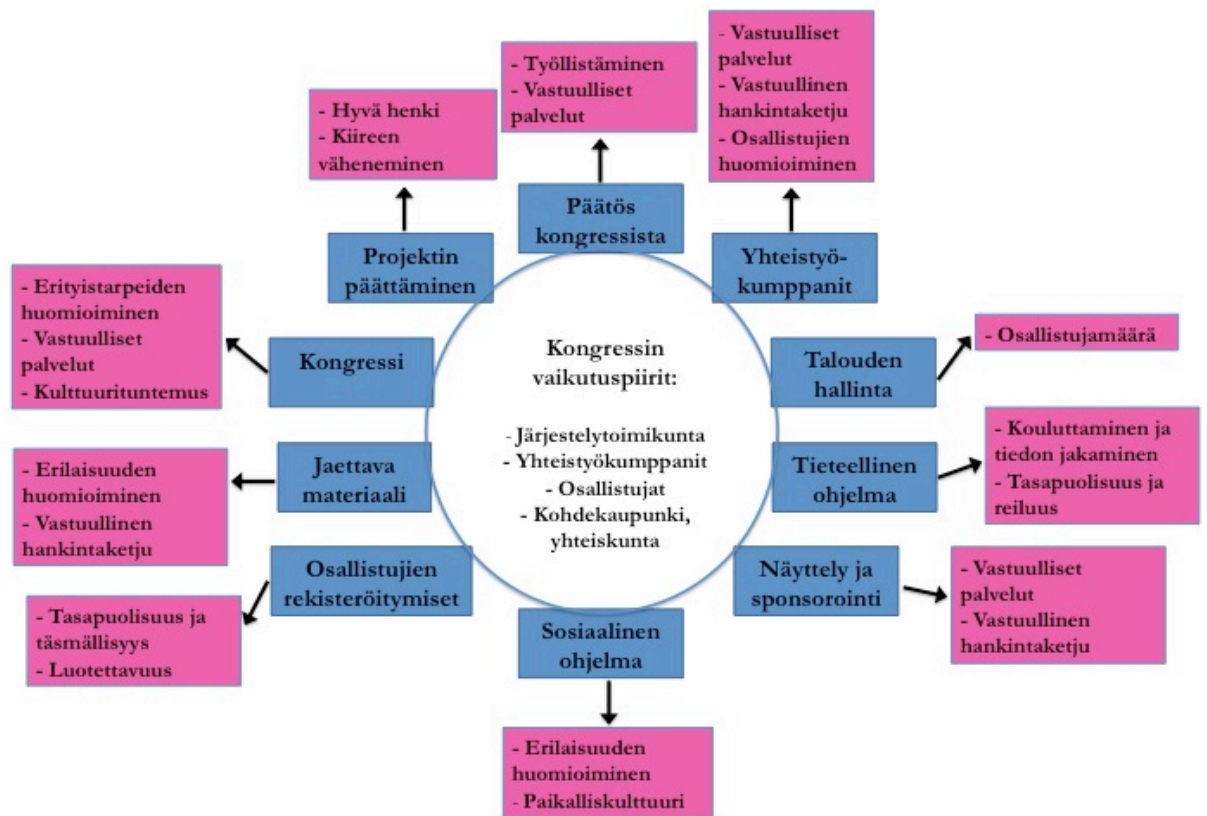 - Vastuulliset
palvelut
- Vastuullinen
hankintaketju
- Osallistujien
huomioiminen
- Työllistäminen
- Vastuulliset
palvelut
- Hyvä henki
- Kiireen
väheneminen
Päätös
kongressista
Projektin
päättäminen
Yhteistyö-
kumppanit
- Erityistarpeiden
huomioiminen
- Vastuulliset
palvelut
- Kulttuurituntemus
Kongressi
Kongressin
vaikutuspiirit:
- Järjestelytoimikunta
- Yhteistyökumppanit
- Osallistujat
- Kohdekaupunki,
yhteiskunta
Talouden
hallinta
- Osallistujamäärä
- Erilaisuuden
huomioiminen
- Vastuullinen
hankintaketju
Jaettava
materiaali
Tieteellinen
ohjelma
- Kouluttaminen ja
tiedon jakaminen
- Tasapuolisuus ja
reiluus
- Tasapuolisuus ja
täsmällisyys
- Luotettavuus
Osallistujien
rekisteröitymiset
Sosiaalinen
ohjelma
Näyttely ja
sponsorointi
- Vastuulliset
palvelut
- Vastuullinen
hankintaketju
- Erilaisuuden
huomioiminen
- Paikalliskulttuuri